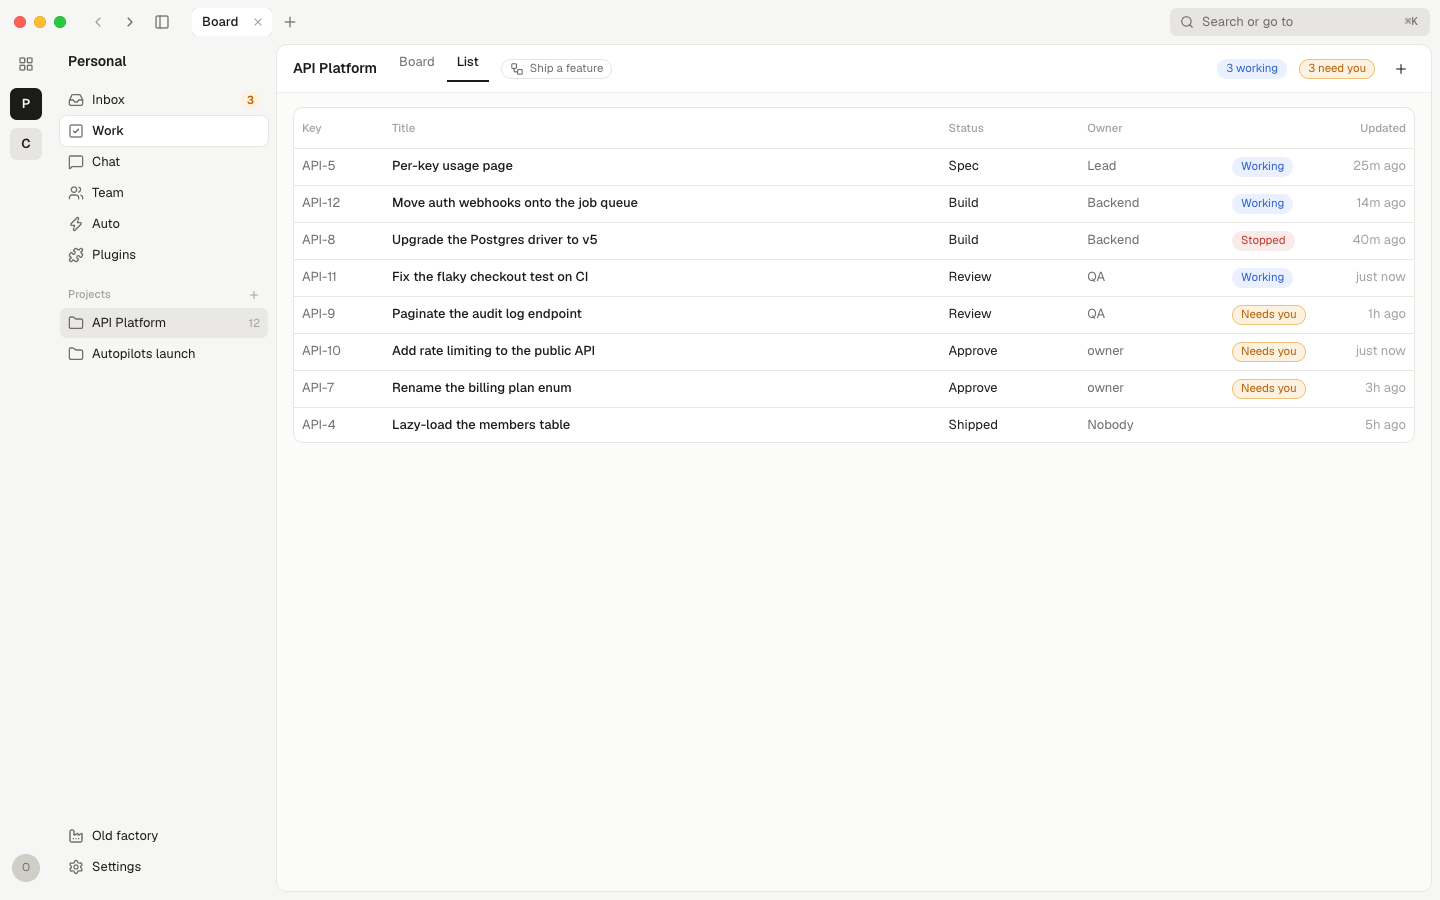 Board
Search or go to ⌘K
P
C
O
Personal
Inbox 3
Work
Chat
Team
Auto
Plugins
Projects
API Platform 12
Autopilots launch
Old factory
Settings
API Platform Board List Ship a feature 3 working 3 need you
Key Title Status Owner Updated
API-5 Per-key usage page Spec Lead Working 25m ago
API-12 Move auth webhooks onto the job queue Build Backend Working 14m ago
API-8 Upgrade the Postgres driver to v5 Build Backend Stopped 40m ago
API-11 Fix the flaky checkout test on CI Review QA Working just now
API-9 Paginate the audit log endpoint Review QA Needs you 1h ago
API-10 Add rate limiting to the public API Approve owner Needs you just now
API-7 Rename the billing plan enum Approve owner Needs you 3h ago
API-4 Lazy-load the members table Shipped Nobody 5h ago